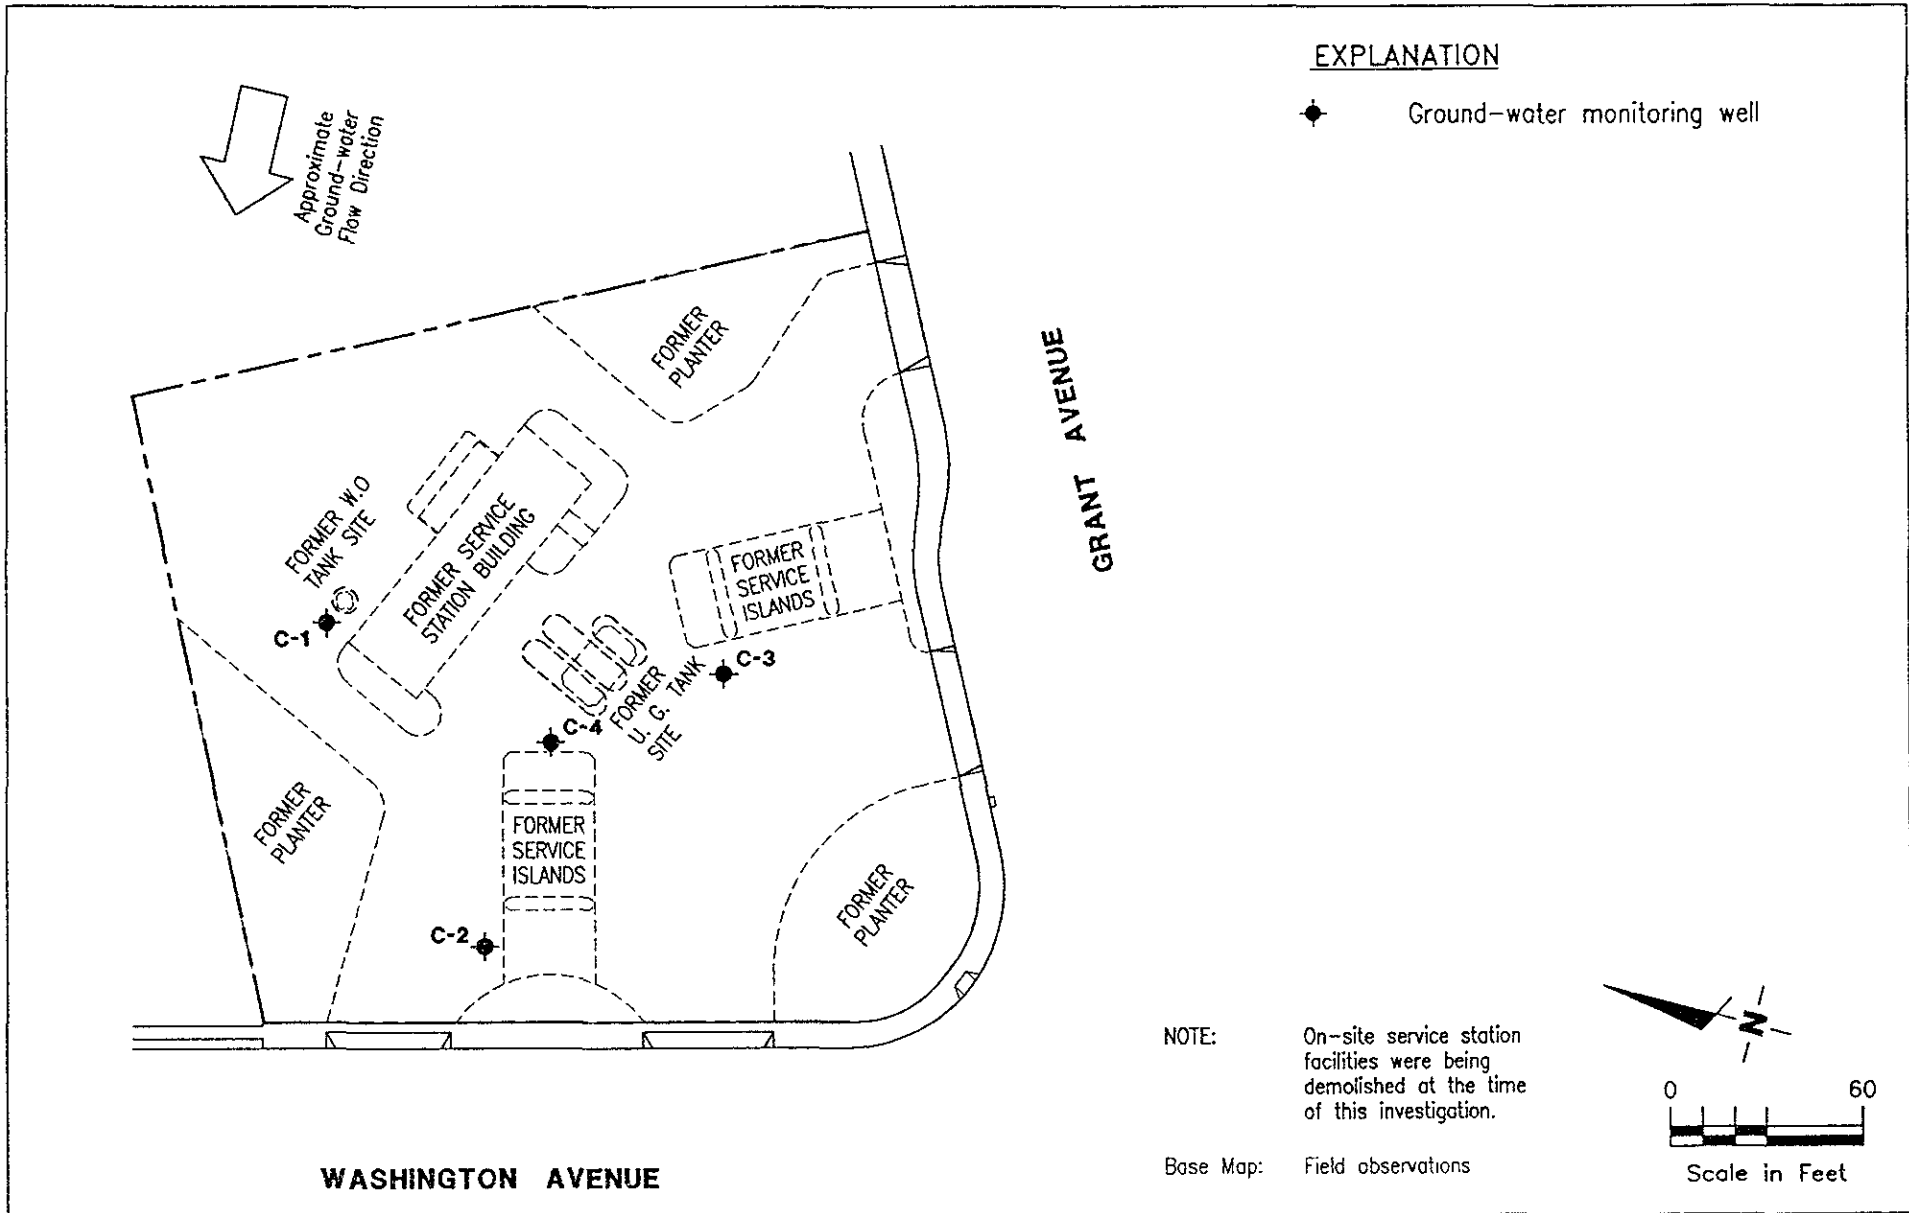 EXPLANATION
Ground-water monitoring well
Approximate
Ground-water
Flow Direction
FORMER
PLANTER
GRANT AVENUE
FORMER W.O
TANK SITE
FORMER SERVICE
STATION BUILDING
FORMER
SERVICE
ISLANDS
C-1
C-3
FORMER
U. G. TANK
SITE
C-4
FORMER
PLANTER
FORMER
SERVICE
ISLANDS
FORMER
PLANTER
C-2
N
NOTE: On-site service station
facilities were being
demolished at the time
of this investigation.
0 60
Scale in Feet
Base Map: Field observations
WASHINGTON AVENUE